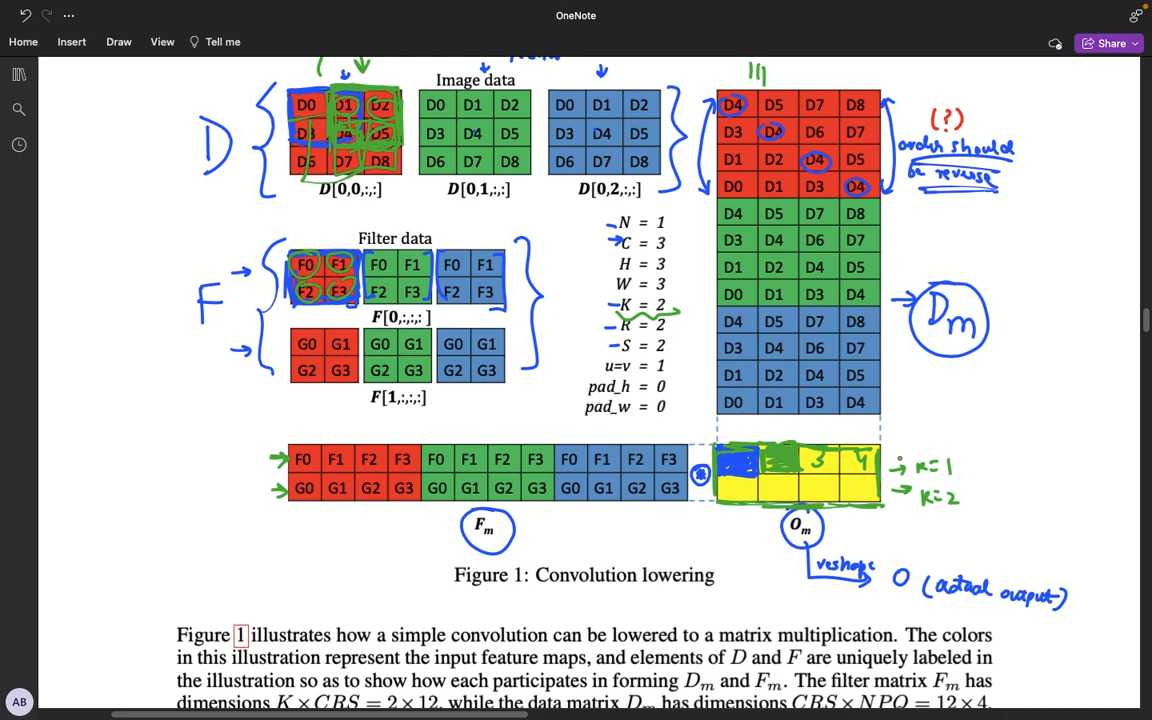 OneNote
Home Insert Draw View Tell me
Share
Image data
D0 D1 D2
D3 D4 D5
D6 D7 D8
D[0,0,:,:]
D0 D1 D2
D3 D4 D5
D6 D7 D8
D[0,1,:,:]
D0 D1 D2
D3 D4 D5
D6 D7 D8
D[0,2,:,:]
D
Filter data
F0 F1
F2 F3
F0 F1
F2 F3
F0 F1
F2 F3
F[0,:,:,: ]
F
G0 G1
G2 G3
G0 G1
G2 G3
G0 G1
G2 G3
F[1,:,:,:]
N = 1
C = 3
H = 3
W = 3
K = 2
R = 2
S = 2
u=v = 1
pad_h = 0
pad_w = 0
D4 D5 D7 D8
D3 D4 D6 D7
D1 D2 D4 D5
D0 D1 D3 D4
D4 D5 D7 D8
D3 D4 D6 D7
D1 D2 D4 D5
D0 D1 D3 D4
D4 D5 D7 D8
D3 D4 D6 D7
D1 D2 D4 D5
D0 D1 D3 D4
(?)
order should
be reverse
Dm
F0 F1 F2 F3 F0 F1 F2 F3 F0 F1 F2 F3
G0 G1 G2 G3 G0 G1 G2 G3 G0 G1 G2 G3
*
3 4
K=1
K=2
Fm
Om
reshape
O (actual output)
Figure 1: Convolution lowering
Figure 1 illustrates how a simple convolution can be lowered to a matrix multiplication. The colors
in this illustration represent the input feature maps, and elements of D and F are uniquely labeled in
the illustration so as to show how each participates in forming Dm and Fm. The filter matrix Fm has
dimensions K × CRS = 2 × 12, while the data matrix Dm has dimensions CRS × NPQ = 12 × 4.
AB